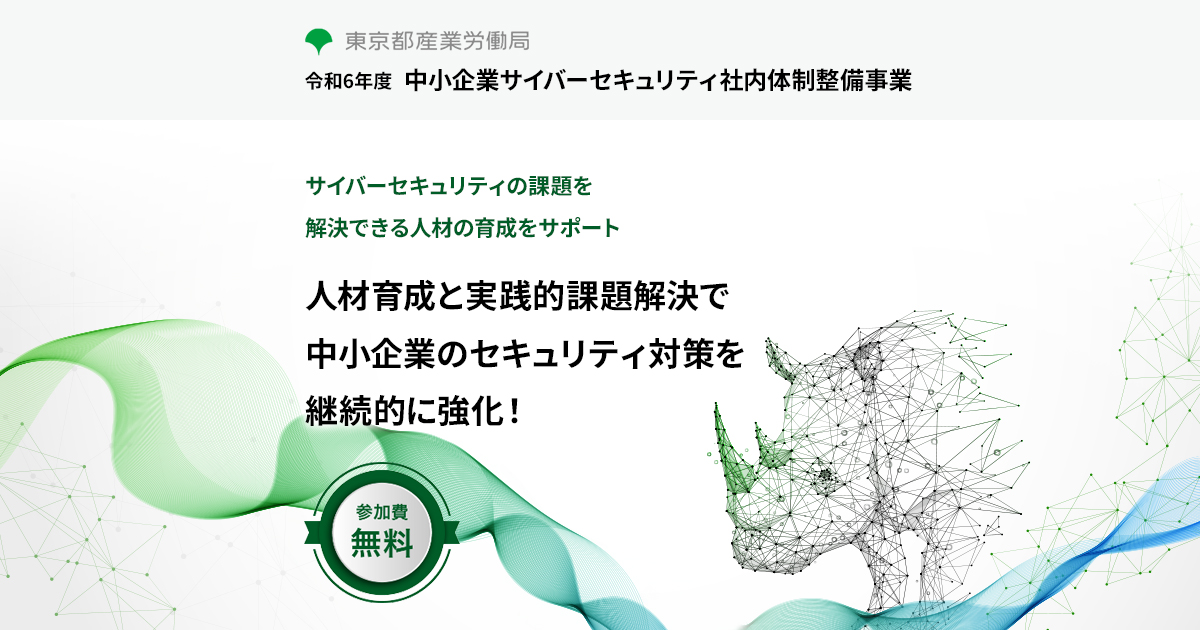 東京都産業労働局
令和6年度 中小企業サイバーセキュリティ社内体制整備事業
サイバーセキュリティの課題を
解決できる人材の育成をサポート
人材育成と実践的課題解決で
中小企業のセキュリティ対策を
継続的に強化！
参加費
無料